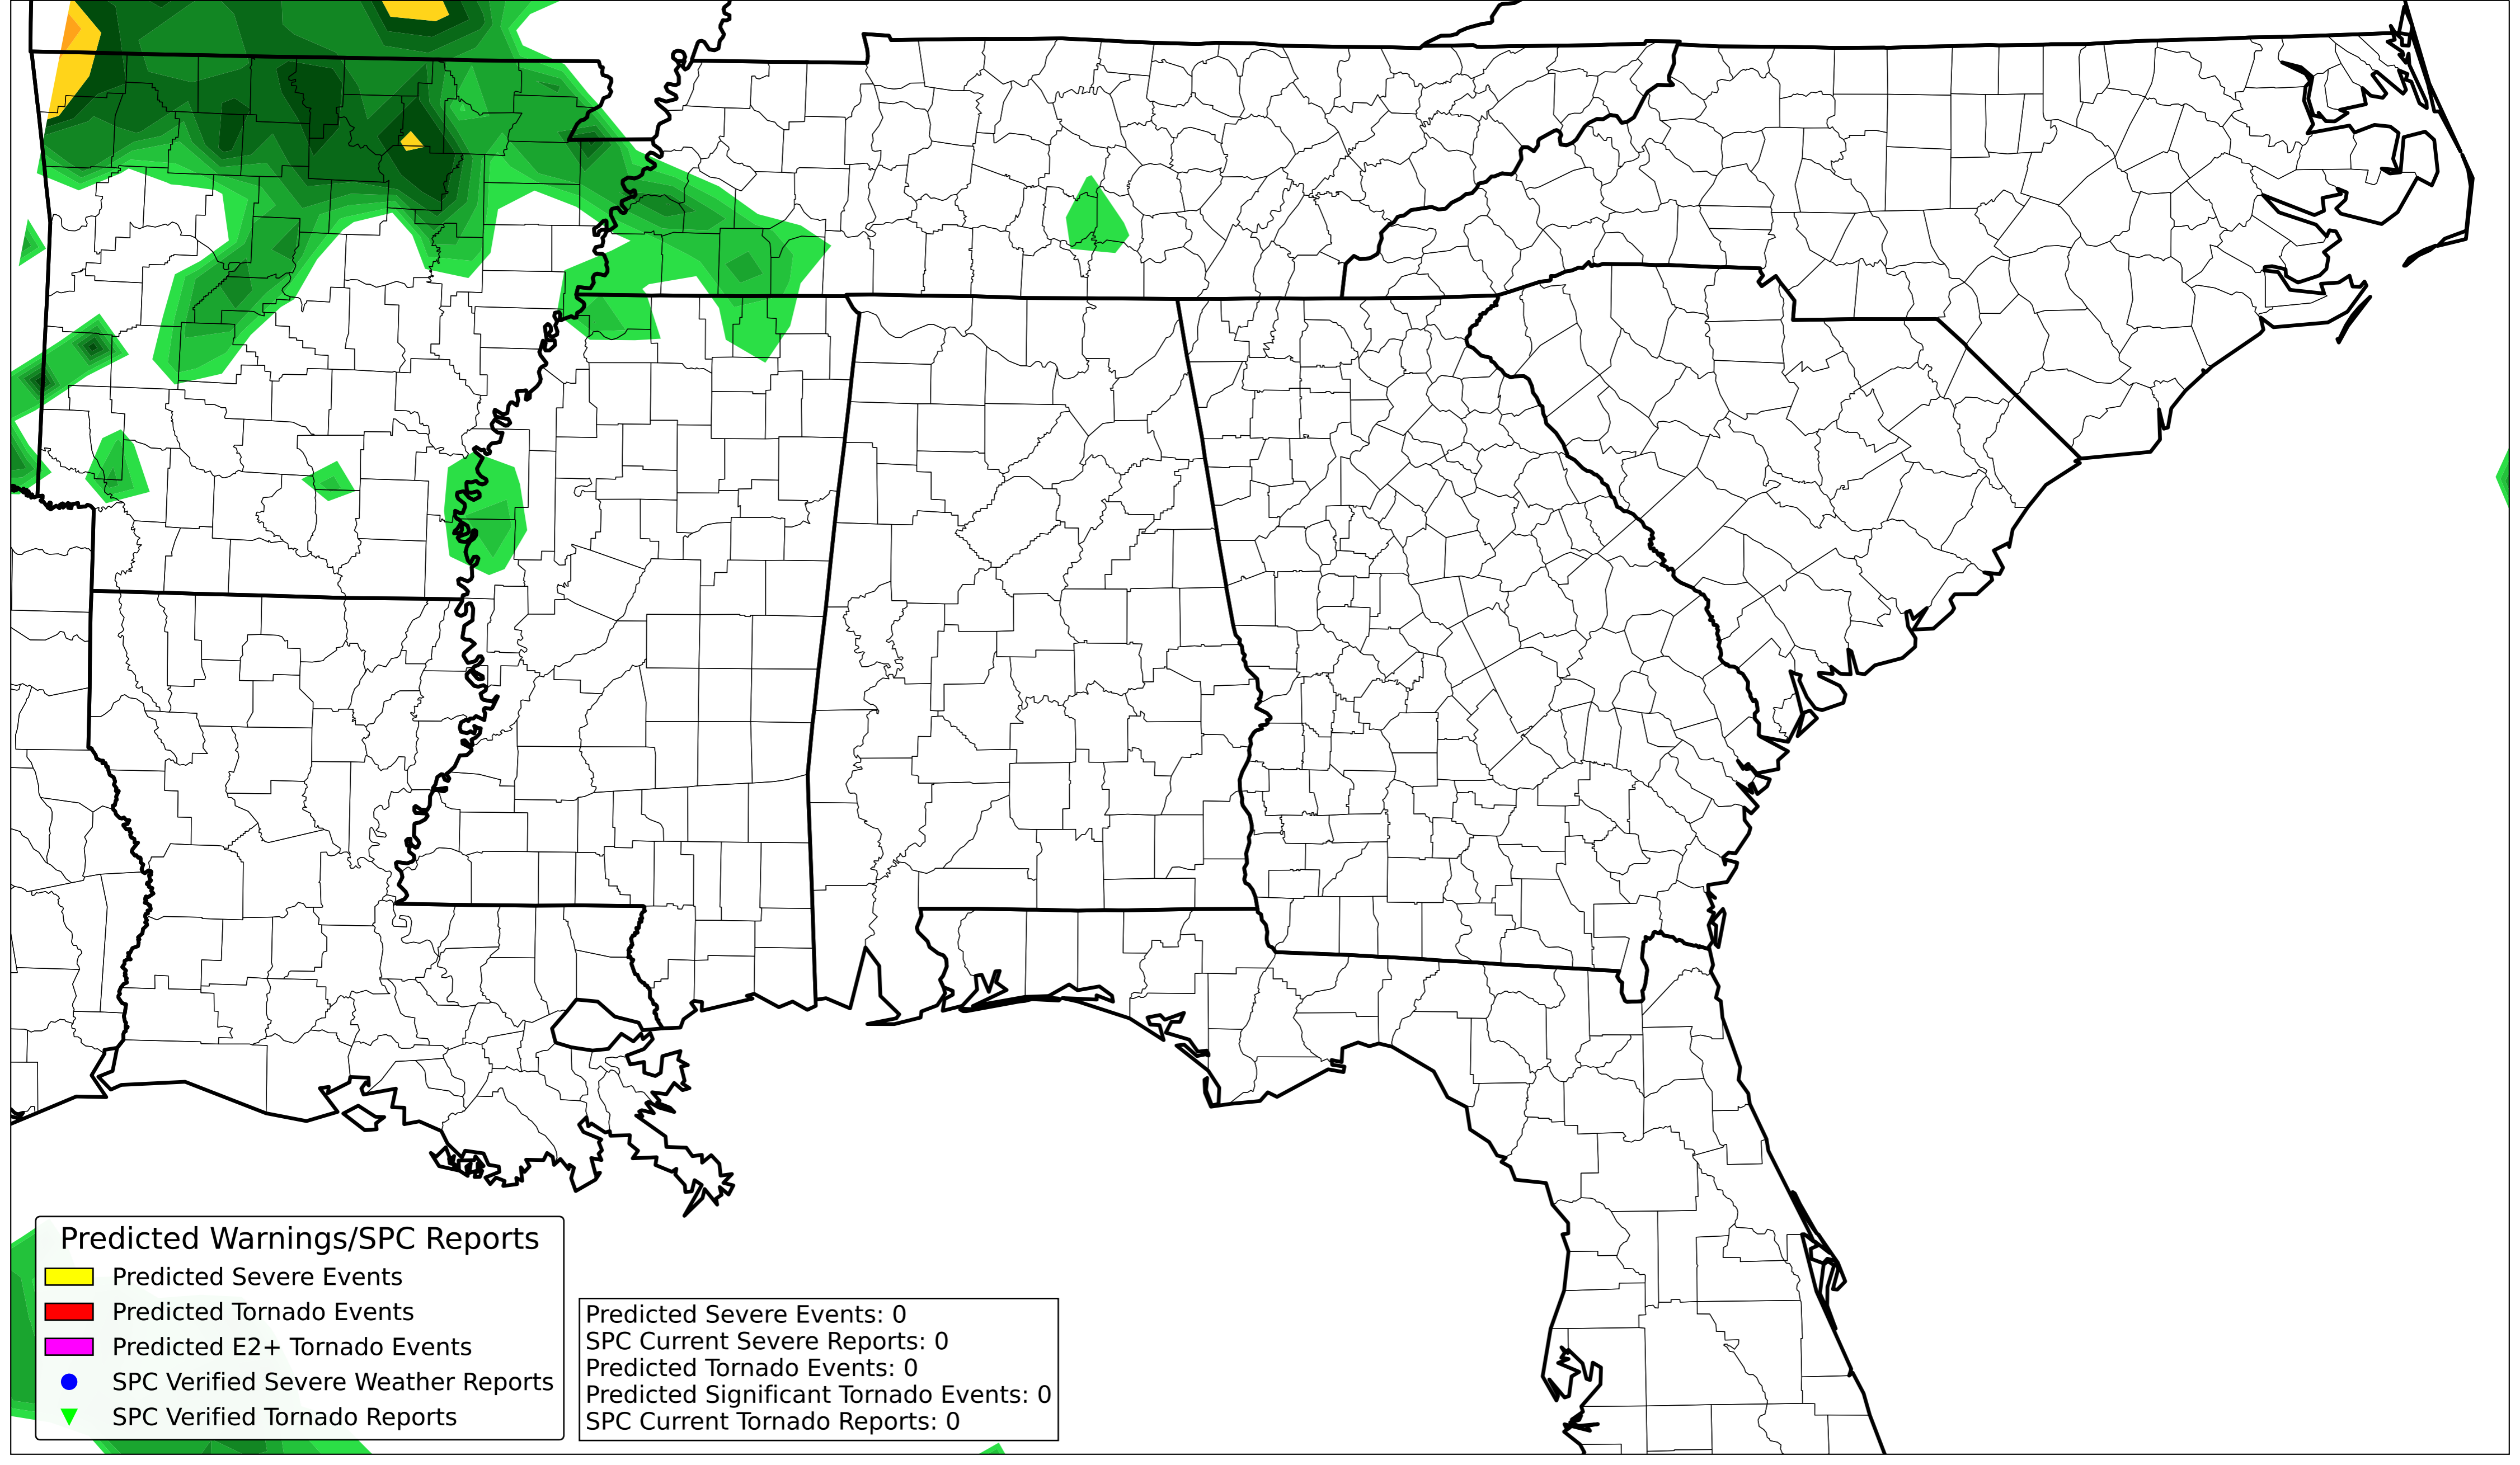 Predicted Warnings/SPC Reports
Predicted Severe Events
Predicted Tornado Events
Predicted E2+ Tornado Events
SPC Verified Severe Weather Reports
SPC Verified Tornado Reports
Predicted Severe Events: 0
SPC Current Severe Reports: 0
Predicted Tornado Events: 0
Predicted Significant Tornado Events: 0
SPC Current Tornado Reports: 0